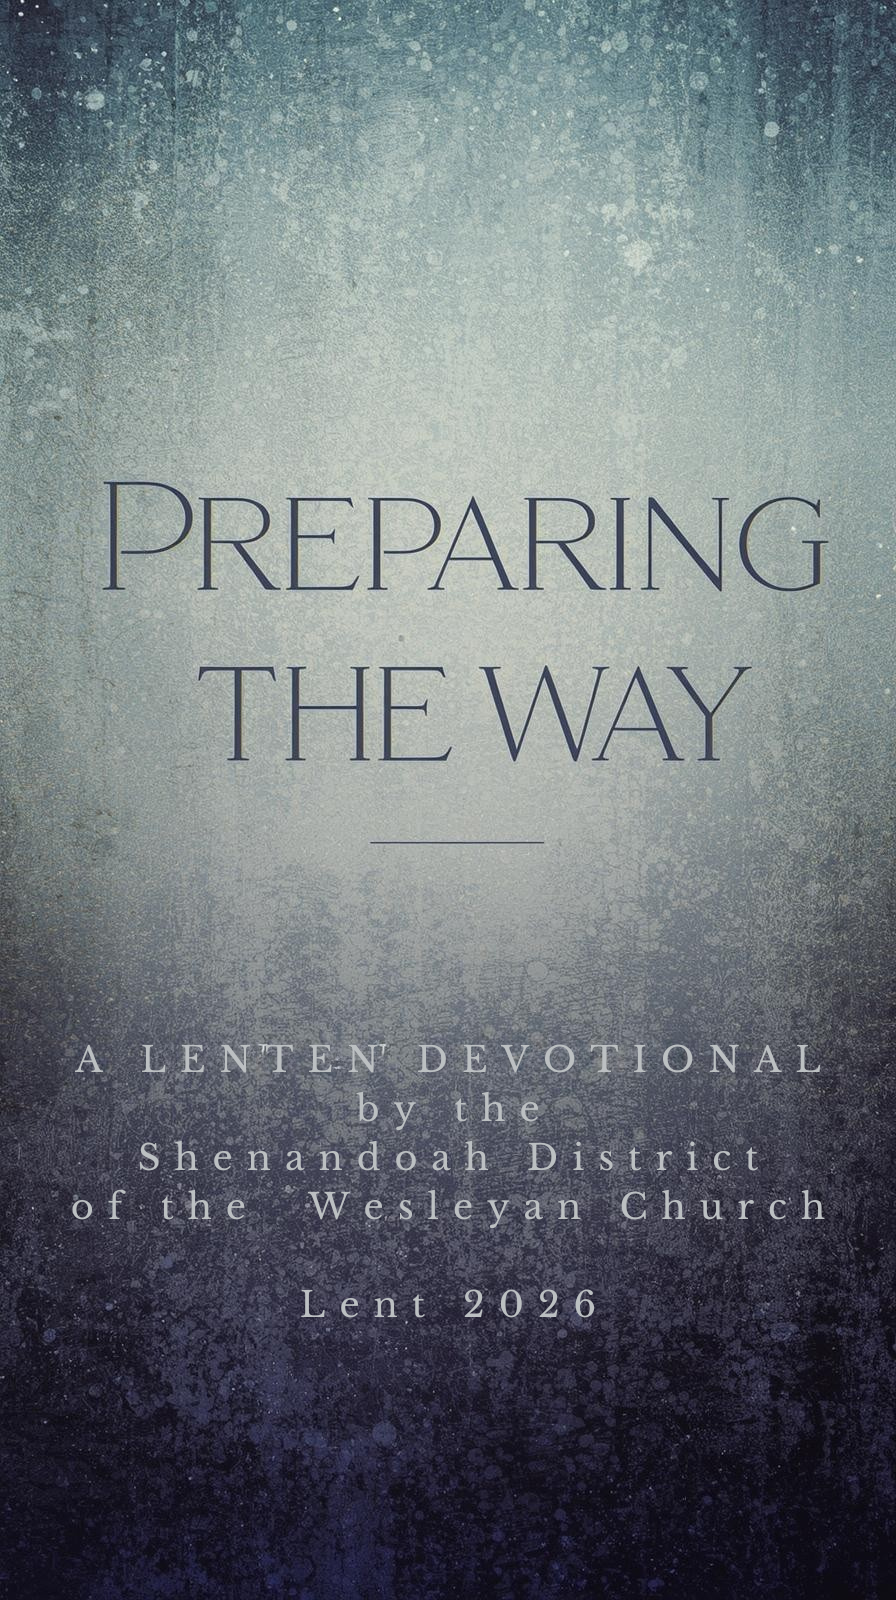 PREPARING
THE WAY
A LENTEN DEVOTIONAL
by the
Shenandoah District
of the Wesleyan Church
Lent 2026